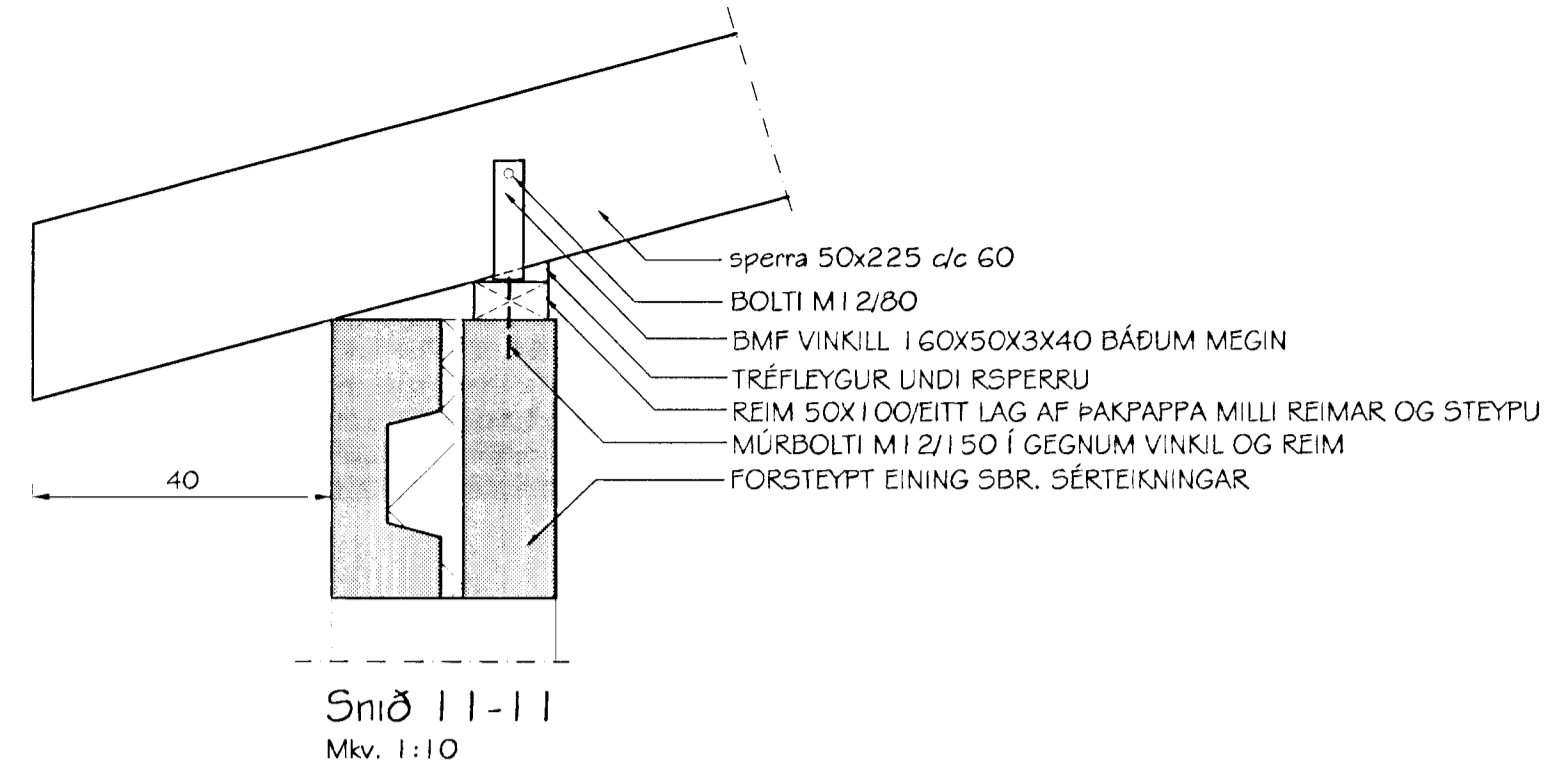 sperra 50x225 c/c 60
BOLTI M12/80
BMF VINKILL 160X50X3X40 BÁÐUM MEGIN
TRÉFLEYGUR UNDI RSPERRU
REIM 50X100/EITT LAG AF ÞAKPAPPA MILLI REIMAR OG STEYPU
MÚRBOLTI M12/150 Í GEGNUM VINKIL OG REIM
FORSTEYPT EINING SBR. SÉRTEIKNINGAR
40
Snið 11-11
Mkv. 1:10